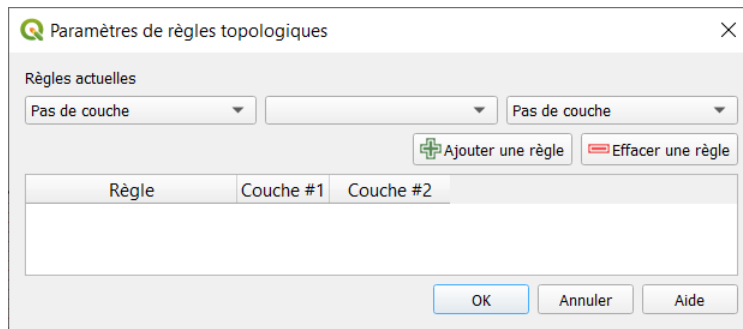 Paramètres de règles topologiques
Règles actuelles
Pas de couche Pas de couche
Ajouter une règle Effacer une règle
Règle Couche #1 Couche #2
OK Annuler Aide